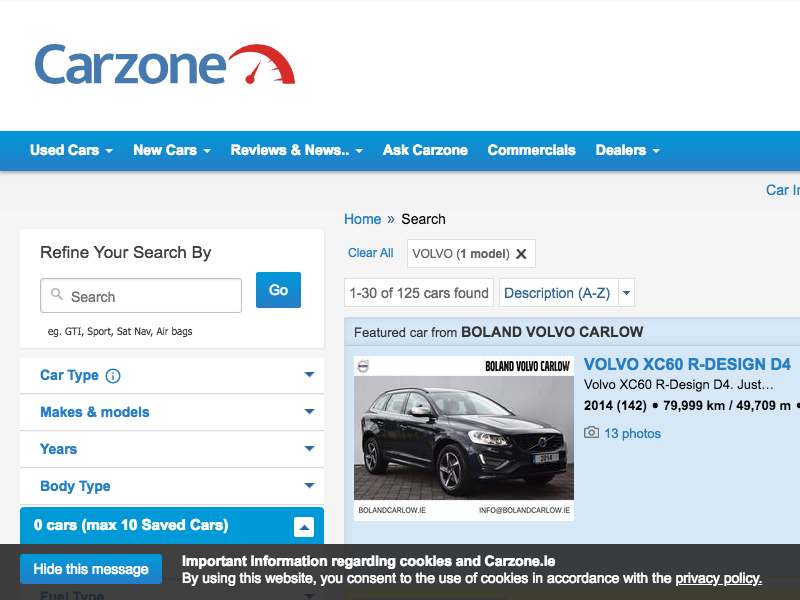 Carzone
Used Cars
New Cars
Reviews & News..
Ask Carzone
Commercials
Dealers
Car
Home » Search
Refine Your Search By
Search
Go
eg. GTI, Sport, Sat Nav, Air bags
Car Type
Makes & models
Years
Body Type
0 cars (max 10 Saved Cars)
Fuel Type
Clear All
VOLVO (1 model) X
1-30 of 125 cars found
Description (A-Z)
Featured car from BOLAND VOLVO CARLOW
BOLAND VOLVO CARLOW
2014
BOLANDCARLOW.IE
INFO@BOLANDCARLOW.IE
VOLVO XC60 R-DESIGN D4
Volvo XC60 R-Design D4. Just...
2014 (142) • 79,999 km / 49,709 m •
13 photos
Hide this message
Important information regarding cookies and Carzone.ie
By using this website, you consent to the use of cookies in accordance with the privacy policy.